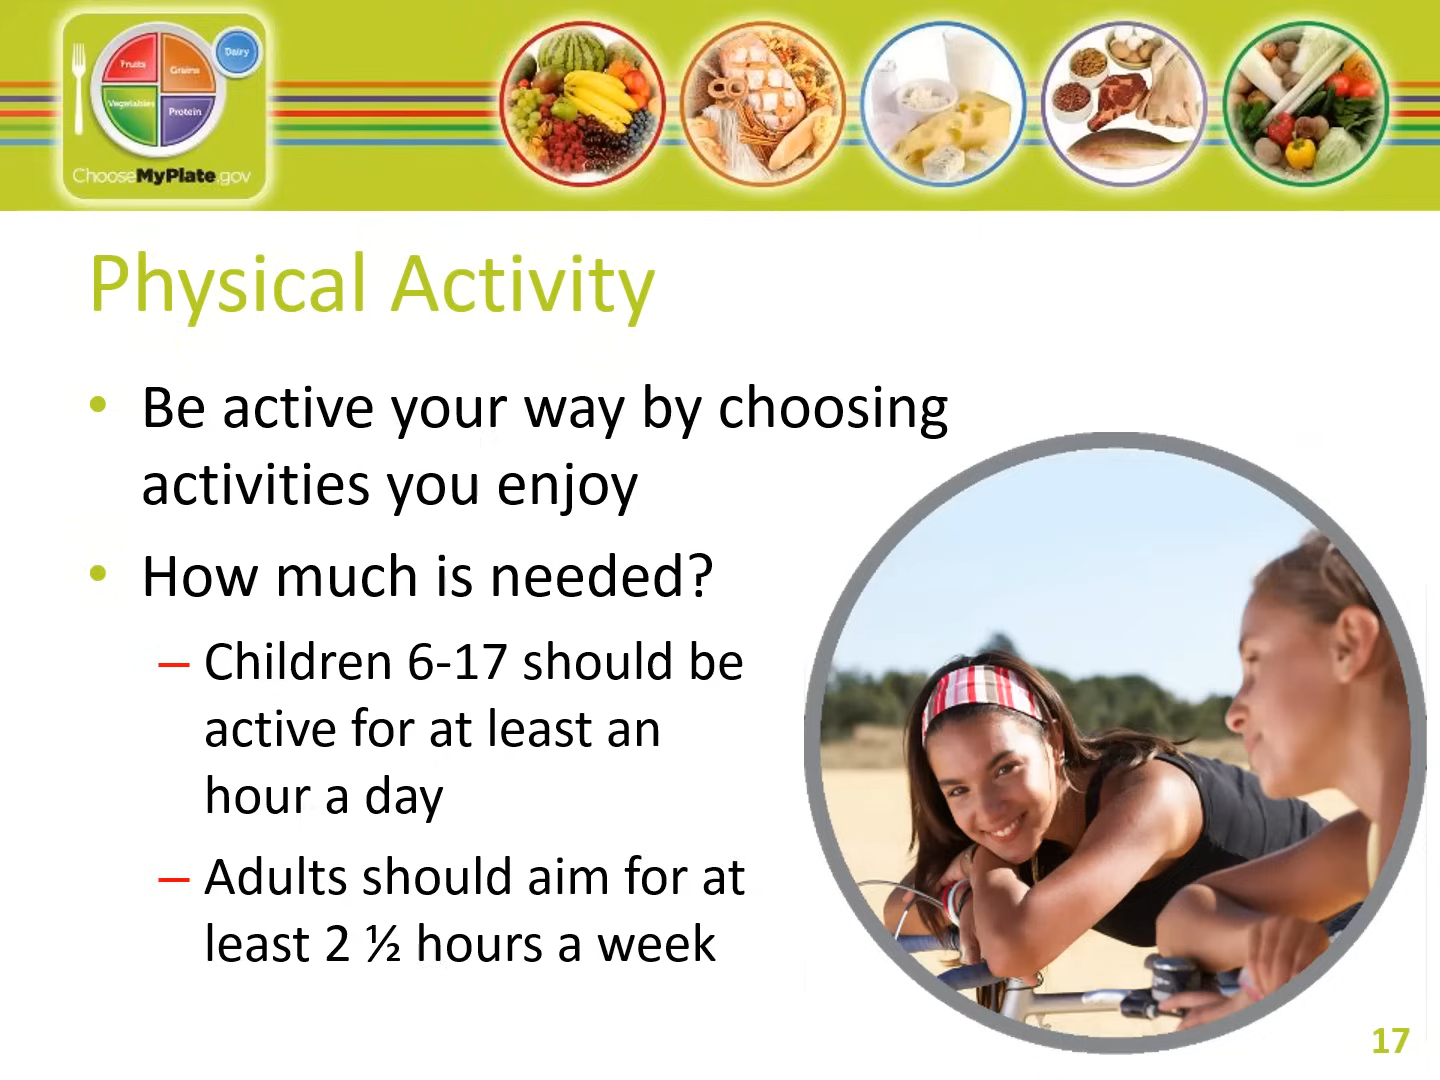 Fruits
Grains
Dairy
Vegetables
Protein
ChooseMyPlate.gov
Physical Activity
• Be active your way by choosing
activities you enjoy
• How much is needed?
– Children 6-17 should be
active for at least an
hour a day
– Adults should aim for at
least 2 ½ hours a week
17